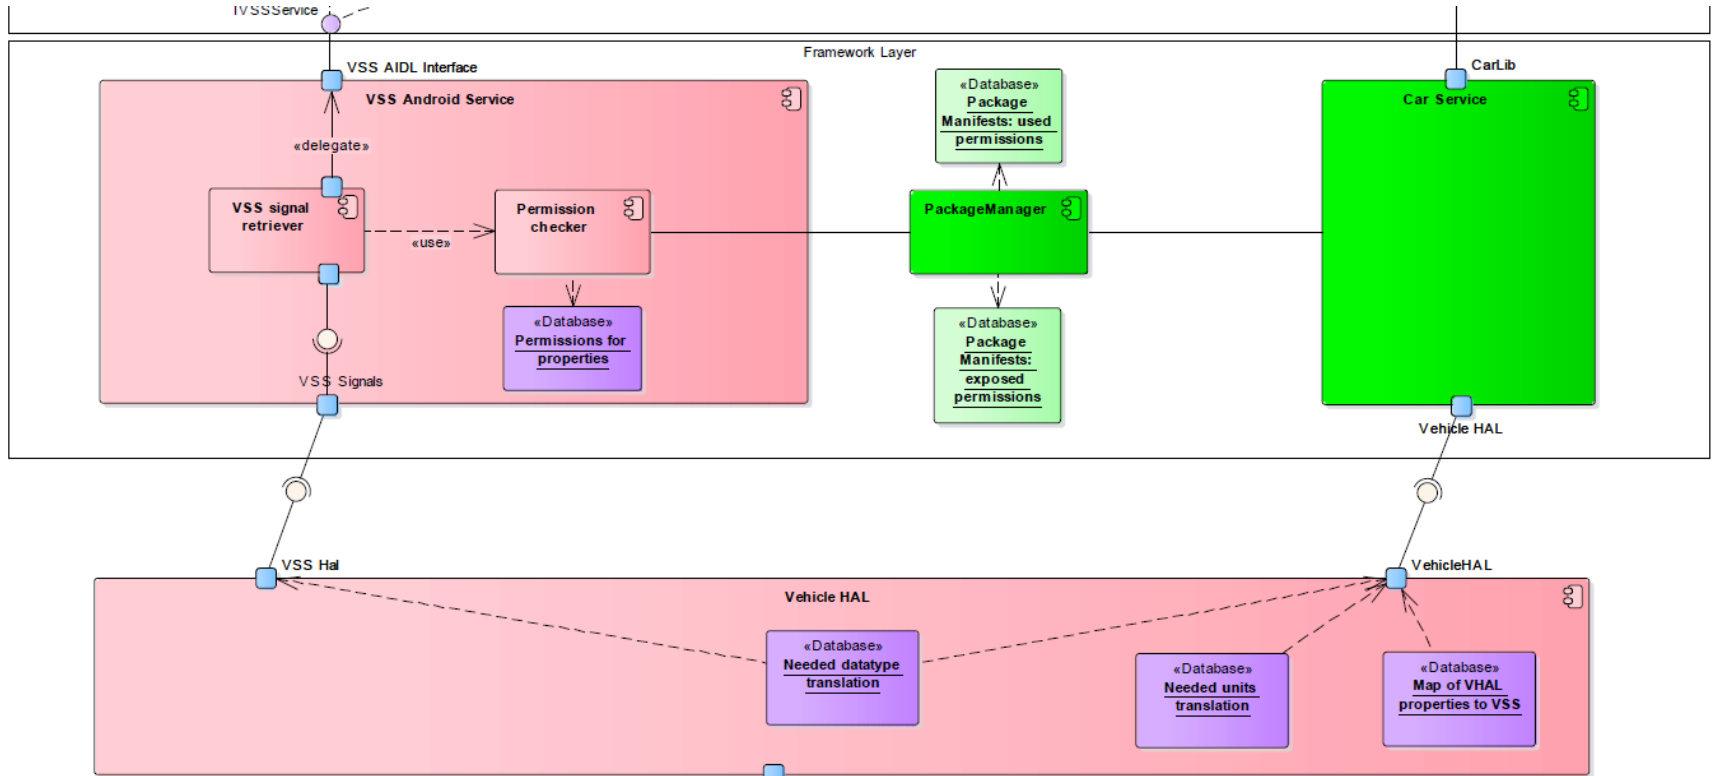 IVSSService
Framework Layer
VSS AIDL Interface
CarLib
VSS Android Service
«Database»
Package
Manifests: used
permissions
Car Service
«delegate»
VSS signal
retriever
«use»
Permission
checker
PackageManager
«Database»
Permissions for
properties
«Database»
Package
Manifests:
exposed
permissions
VSS Signals
Vehicle HAL
VSS Hal
VehicleHAL
Vehicle HAL
«Database»
Needed datatype
translation
«Database»
Needed units
translation
«Database»
Map of VHAL
properties to VSS